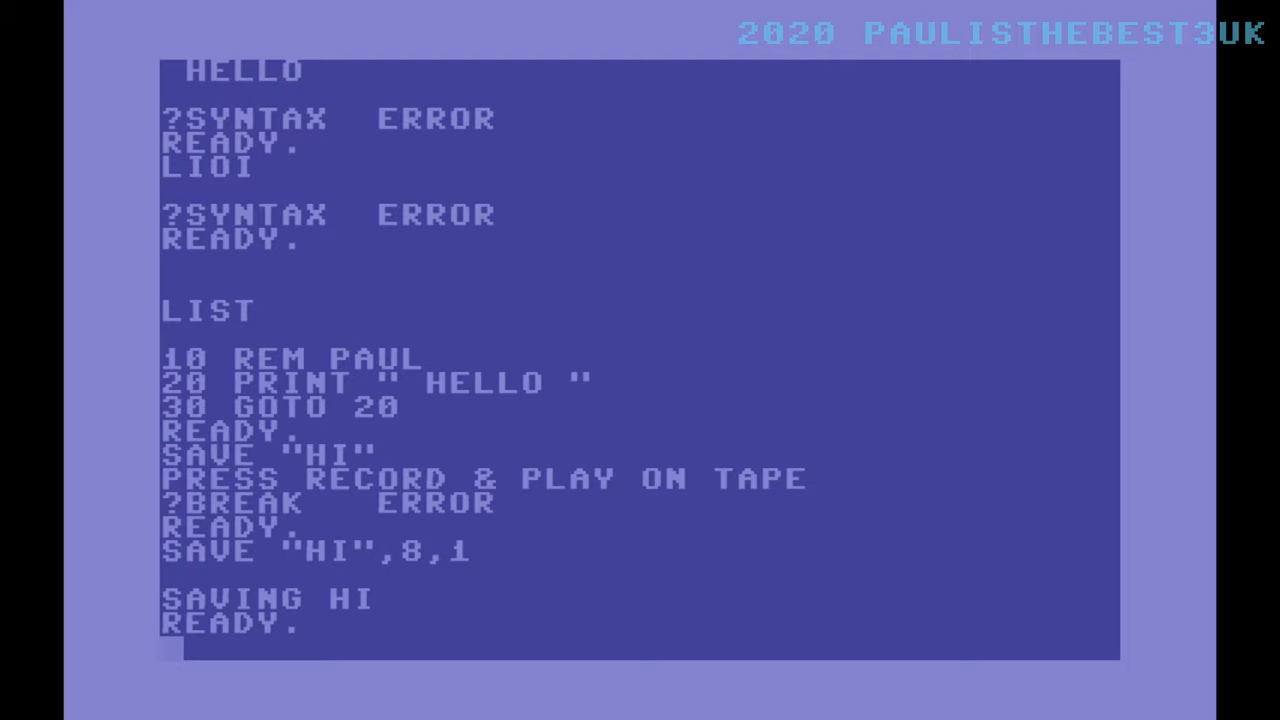 2020 PAULISTHEBEST3UK
HELLO
?SYNTAX  ERROR
READY.
LIOI
?SYNTAX  ERROR
READY.
LIST
10 REM PAUL
20 PRINT " HELLO "
30 GOTO 20
READY.
SAVE "HI"
PRESS RECORD & PLAY ON TAPE
?BREAK   ERROR
READY.
SAVE "HI",8,1
SAVING HI
READY.